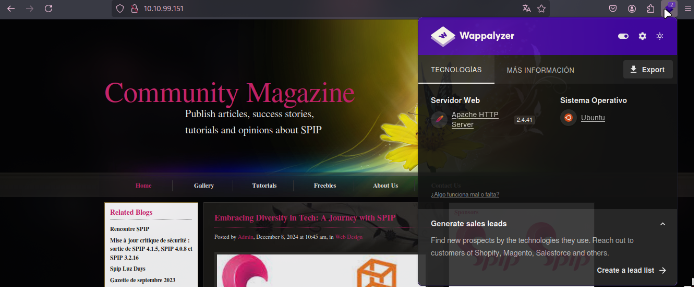 10.10.99.151
Wappalyzer
TECNOLOGÍAS
MÁS INFORMACIÓN
Export
Community Magazine
Publish articles, success stories,
tutorials and opinions about SPIP
Servidor Web
Apache HTTP
Server
2.4.41
Sistema Operativo
Ubuntu
Home
Gallery
Tutorials
Freebies
About Us
¿Algo funciona mal o falta?
Related Blogs
Rencontre SPIP
Mise à jour critique de sécurité :
sortie de SPIP 4.1.5, SPIP 4.0.8 et
SPIP 3.2.16
Spip Luz Days
Gazette de septembre 2023
Embracing Diversity in Tech: A Journey with SPIP
Posted by Admin, December 8, 2024 at 10:45 am, in Web Design
Generate sales leads
Find new prospects by the technologies they use. Reach out to
customers of Shopify, Magento, Salesforce and others.
Create a lead list